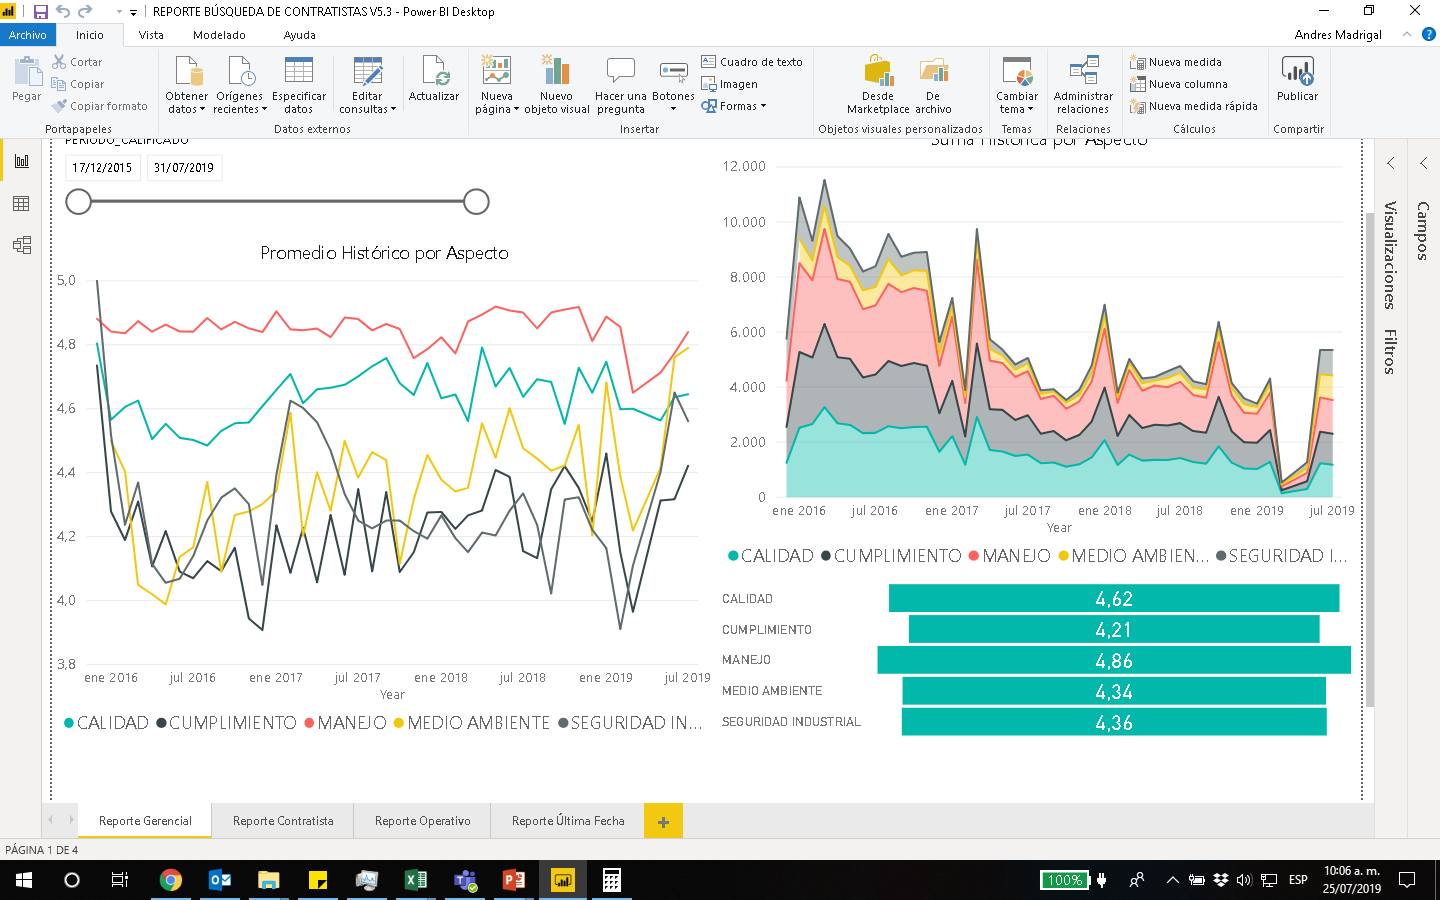 REPORTE BÚSQUEDA DE CONTRATISTAS V5.3 - Power BI Desktop
Archivo Inicio Vista Modelado Ayuda Andres Madrigal
Pegar
Cortar
Copiar
Copiar formato
Portapapeles
Obtener datos
Orígenes recientes
Especificar datos
Editar consultas
Datos externos
Actualizar
Nueva página
Nuevo objeto visual
Hacer una pregunta
Botones
Cuadro de texto
Imagen
Formas
Insertar
Desde Marketplace
De archivo
Objetos visuales personalizados
Cambiar tema
Temas
Administrar relaciones
Relaciones
Nueva medida
Nueva columna
Nueva medida rápida
Cálculos
Publicar
Compartir
PERIODO_CALIFICADO
17/12/2015 31/07/2019
Promedio Histórico por Aspecto
5,0
4,8
4,6
4,4
4,2
4,0
3,8
ene 2016 jul 2016 ene 2017 jul 2017 ene 2018 jul 2018 ene 2019 jul 2019
Year
CALIDAD CUMPLIMIENTO MANEJO MEDIO AMBIENTE SEGURIDAD IN...
Suma Histórica por Aspecto
12.000
10.000
8.000
6.000
4.000
2.000
0
ene 2016 jul 2016 ene 2017 jul 2017 ene 2018 jul 2018 ene 2019 jul 2019
Year
CALIDAD CUMPLIMIENTO MANEJO MEDIO AMBIEN... SEGURIDAD I...
CALIDAD 4,62
CUMPLIMIENTO 4,21
MANEJO 4,86
MEDIO AMBIENTE 4,34
SEGURIDAD INDUSTRIAL 4,36
Visualizaciones
Filtros
Campos
Reporte Gerencial Reporte Contratista Reporte Operativo Reporte Última Fecha
PÁGINA 1 DE 4
100% ESP 10:06 a. m.
25/07/2019